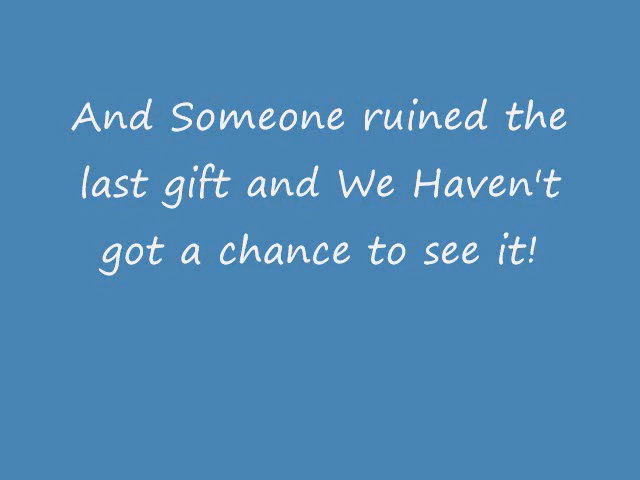 And Someone ruined the
last gift and We Haven't
got a chance to see it!